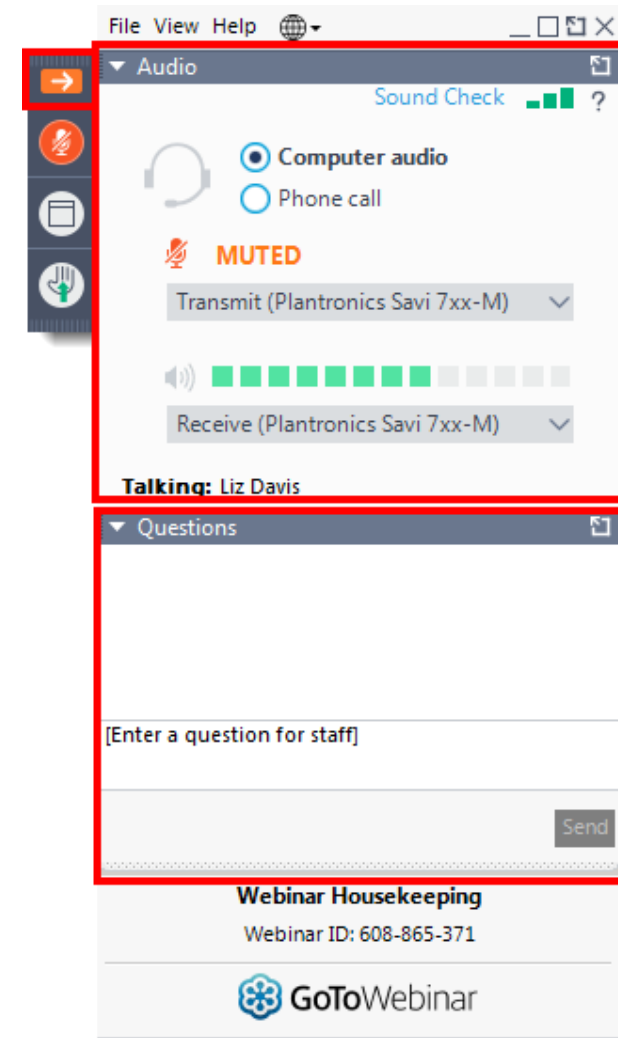 File View Help
Audio
Sound Check ?
Computer audio
Phone call
MUTED
Transmit (Plantronics Savi 7xx-M)
Receive (Plantronics Savi 7xx-M)
Talking: Liz Davis
Questions
[Enter a question for staff]
Send
Webinar Housekeeping
Webinar ID: 608-865-371
GoToWebinar